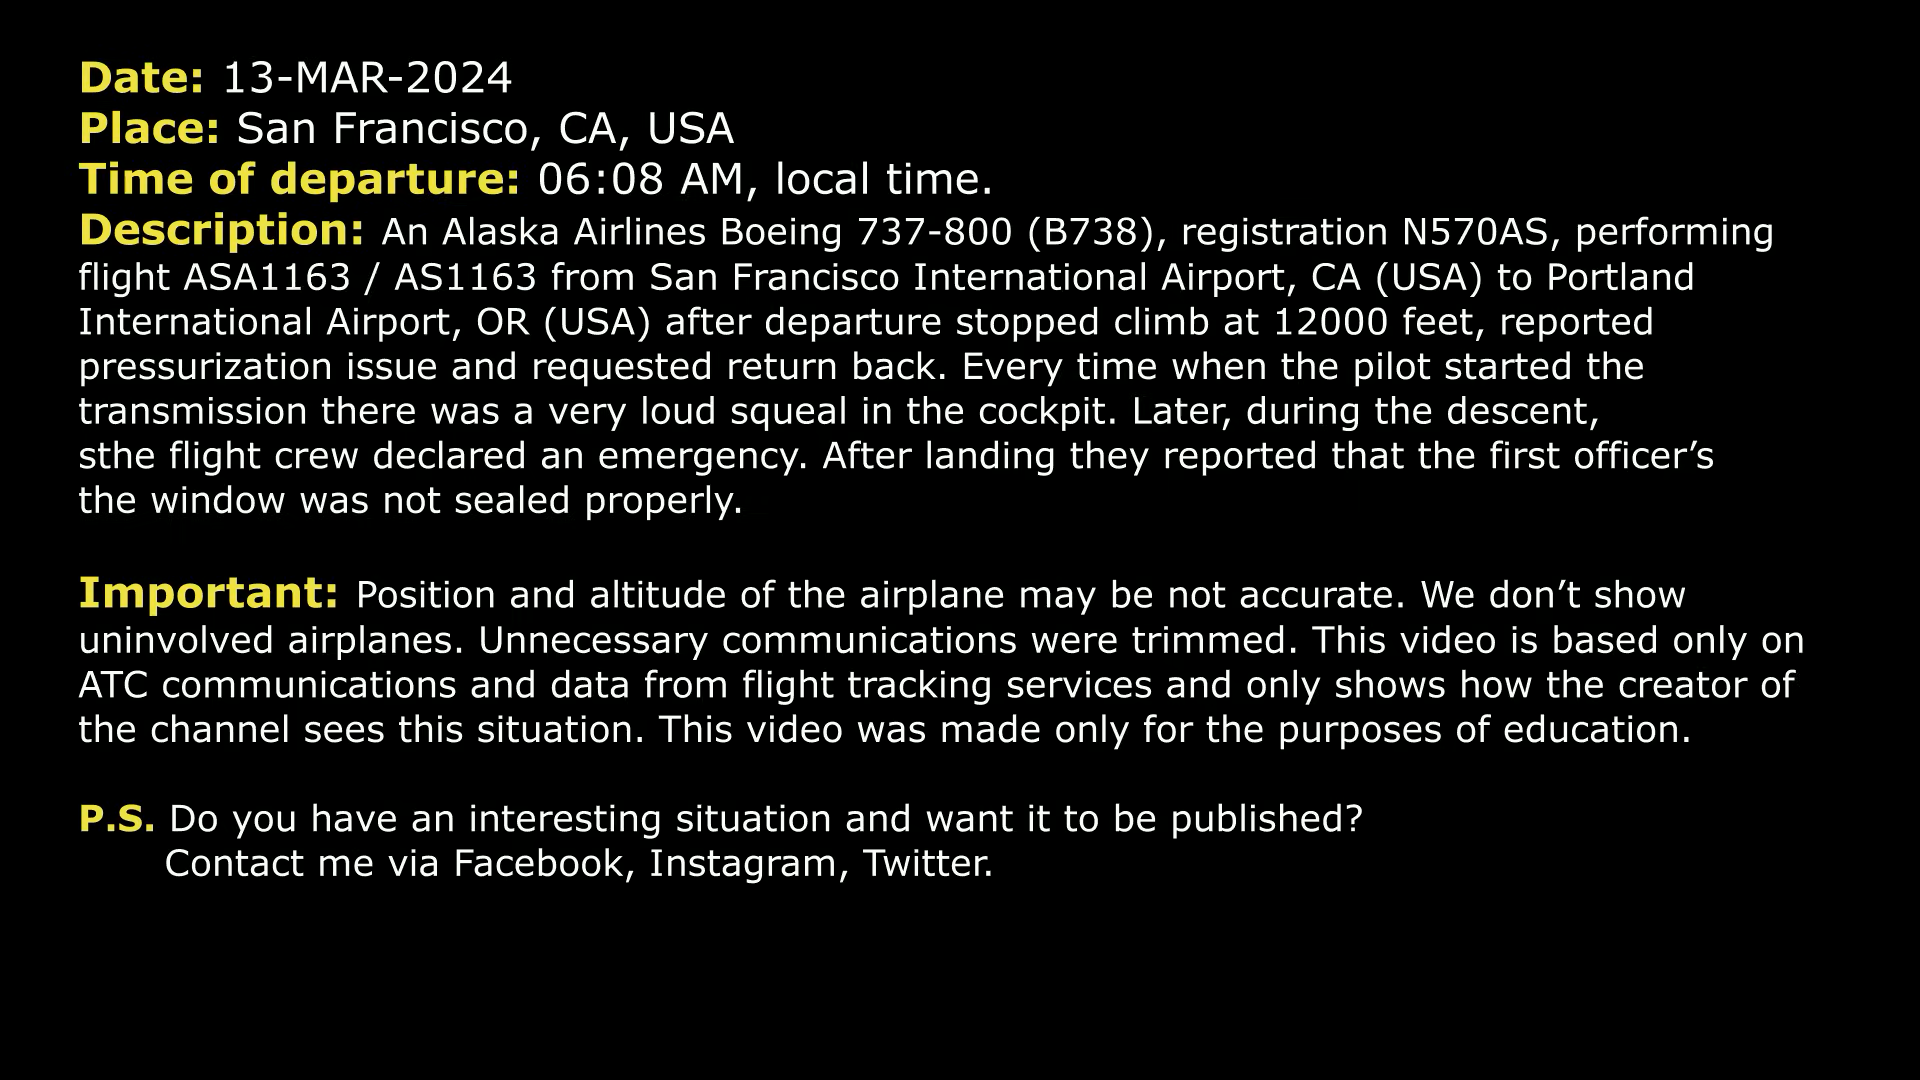 Date: 13-MAR-2024
Place: San Francisco, CA, USA
Time of departure: 06:08 AM, local time.
Description: An Alaska Airlines Boeing 737-800 (B738), registration N570AS, performing
flight ASA1163 / AS1163 from San Francisco International Airport, CA (USA) to Portland
International Airport, OR (USA) after departure stopped climb at 12000 feet, reported
pressurization issue and requested return back. Every time when the pilot started the
transmission there was a very loud squeal in the cockpit. Later, during the descent,
sthe flight crew declared an emergency. After landing they reported that the first officer’s
the window was not sealed properly.
Important: Position and altitude of the airplane may be not accurate. We don’t show
uninvolved airplanes. Unnecessary communications were trimmed. This video is based only on
ATC communications and data from flight tracking services and only shows how the creator of
the channel sees this situation. This video was made only for the purposes of education.
P.S. Do you have an interesting situation and want it to be published?
Contact me via Facebook, Instagram, Twitter.